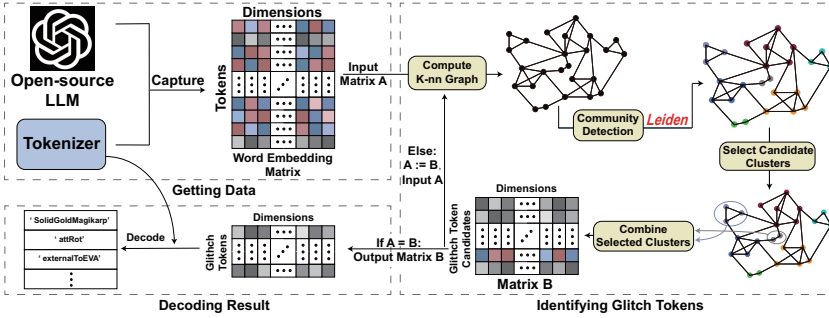 Open-source
LLM
Tokenizer
Capture
Dimensions
Tokens
Word Embedding
Matrix
Getting Data
Input
Matrix A
Compute
K-nn Graph
Community
Detection
Leiden
Select Candidate
Clusters
Combine
Selected Clusters
Dimensions
Glithch Token
Candidates
Matrix B
Else:
A := B,
Input A
If A = B:
Output Matrix B
Identifying Glitch Tokens
Dimensions
Glithch
Tokens
Decode
' SolidGoldMagikarp'
' attRot'
' externalToEVA'
Decoding Result